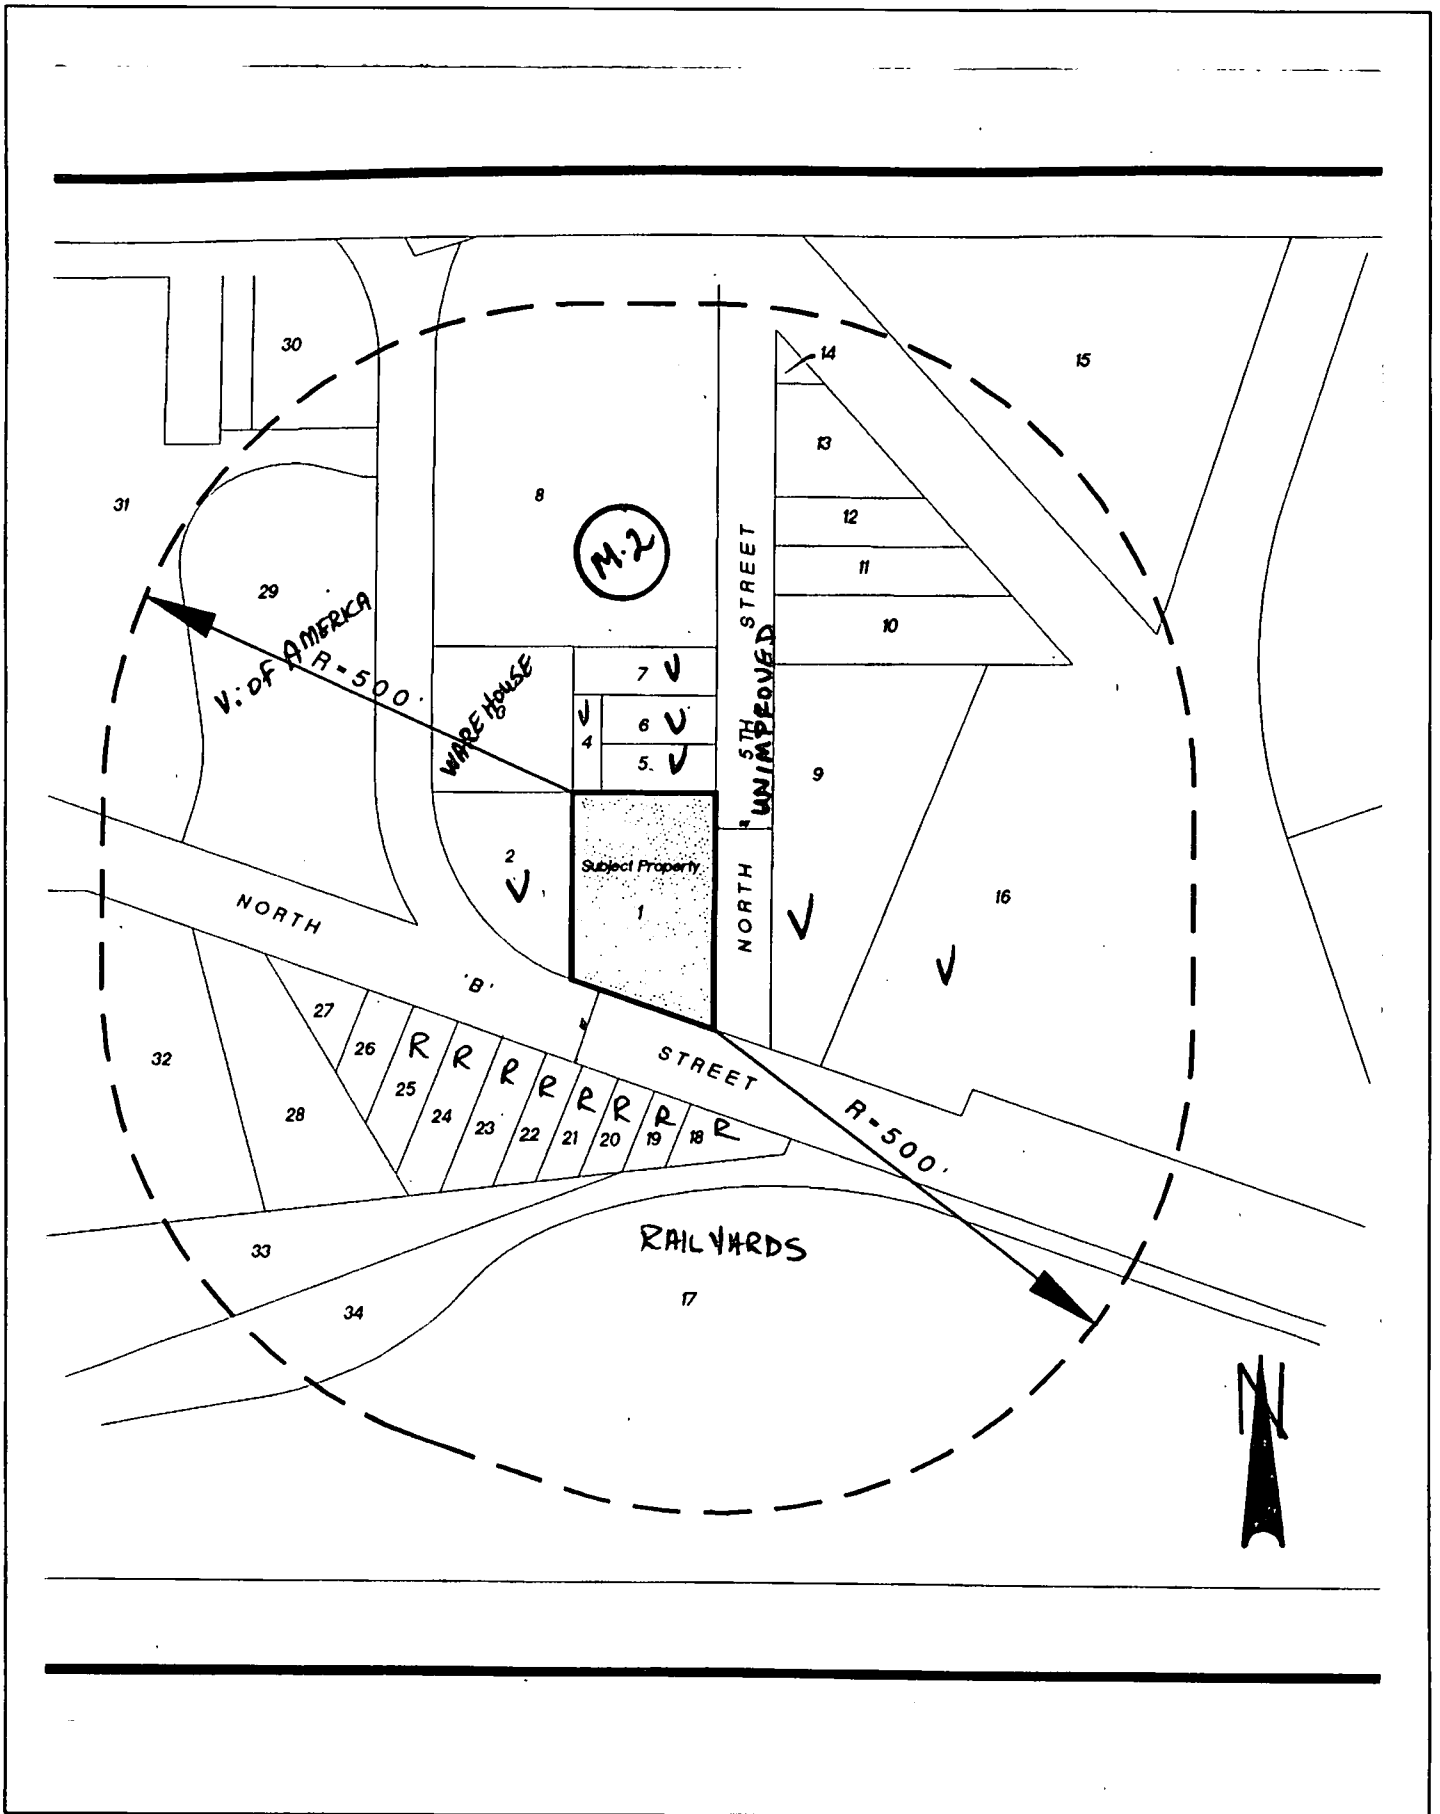 30
14
15
13
31
8
12
M·2
11
29
10
V. OF AMERICA
R=500'
WAREHOUSE
7 V
V
4
6 V
5. V
5TH STREET
UNIMPROVED
9
2
V
Subject Property
1
NORTH
V
16
V
NORTH
'B'
STREET
27
26
R
25
R
24
R
23
R
22
R
21
R
20
R
19
R
18
32
28
R=500'
33
RAILYARDS
34
17
N